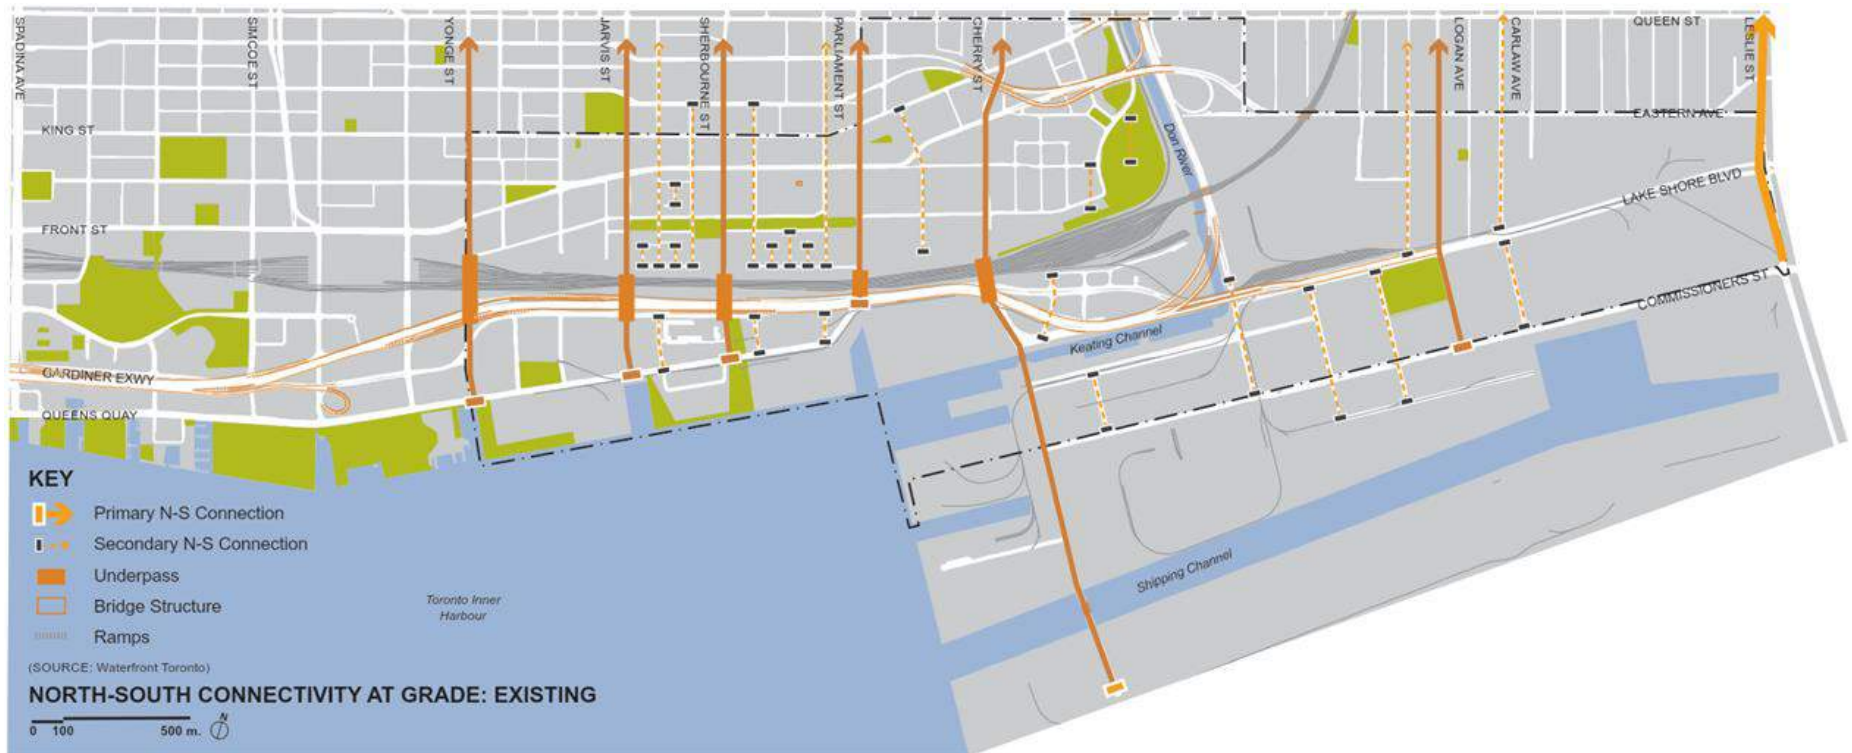 SPADINA AVE
SIMCOE ST
YONGE ST
JARVIS ST
SHERBOURNE ST
PARLIAMENT ST
CHERRY ST
LOGAN AVE
CARLAW AVE
QUEEN ST
LESLIE ST
KING ST
EASTERN AVE
Don River
LAKE SHORE BLVD
FRONT ST
COMMISSIONERS ST
Keating Channel
GARDINER EXWY
QUEENS QUAY
KEY
Primary N-S Connection
Secondary N-S Connection
Underpass
Bridge Structure
Ramps
Toronto Inner
Harbour
Shipping Channel
(SOURCE: Waterfront Toronto)
NORTH-SOUTH CONNECTIVITY AT GRADE: EXISTING
0 100 500 m. N